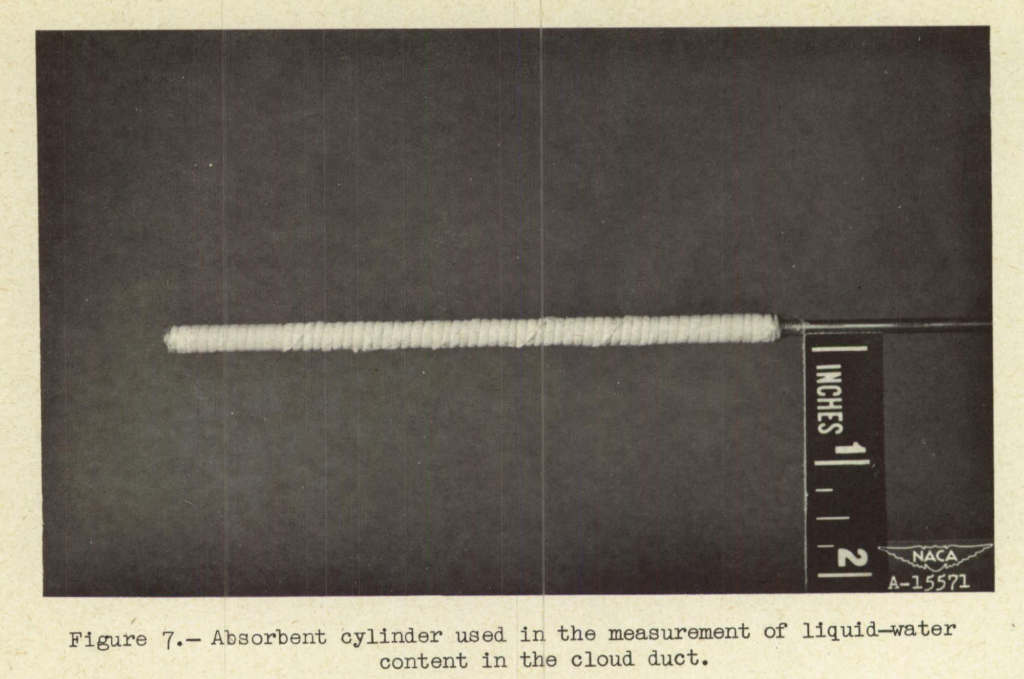 INCHES 1
2
NACA
A-15571
Figure 7.— Absorbent cylinder used in the measurement of liquid—water
content in the cloud duct.